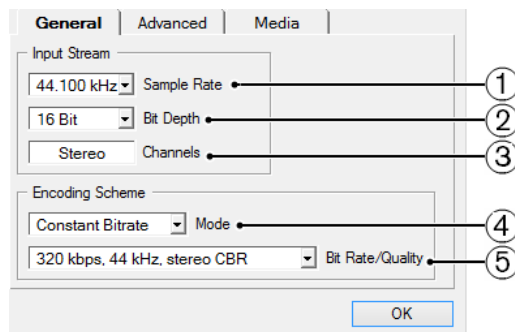 General Advanced Media
Input Stream
44.100 kHz Sample Rate 1
16 Bit Bit Depth 2
Stereo Channels 3
Encoding Scheme
Constant Bitrate Mode 4
320 kbps, 44 kHz, stereo CBR Bit Rate/Quality 5
OK